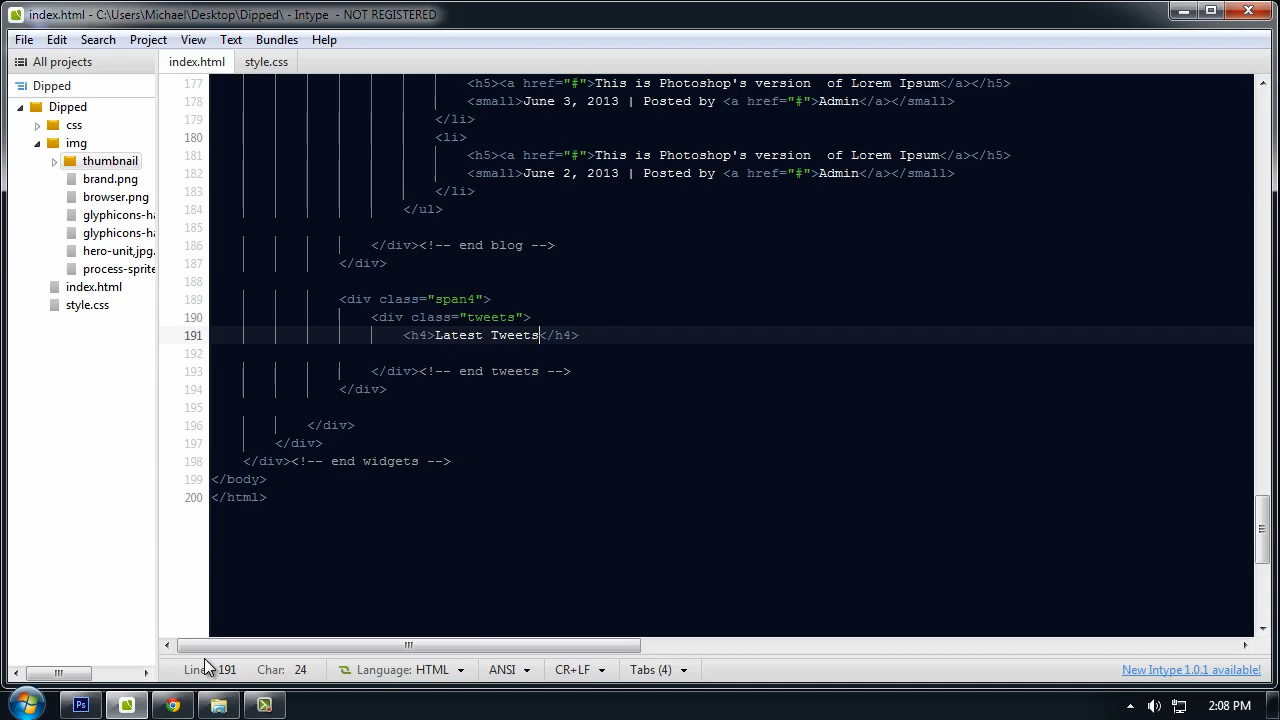 index.html - C:\Users\Michael\Desktop\Dipped\ - Intype - NOT REGISTERED
File Edit Search Project View Text Bundles Help
All projects
index.html style.css
Dipped
Dipped
css
img
thumbnail
brand.png
browser.png
glyphicons-ha
glyphicons-ha
hero-unit.jpg
process-sprite
index.html
style.css
177 <h5><a href="#">This is Photoshop's version  of Lorem Ipsum</a></h5>
178 <small>June 3, 2013 | Posted by <a href="#">Admin</a></small>
179 </li>
180 <li>
181 <h5><a href="#">This is Photoshop's version  of Lorem Ipsum</a></h5>
182 <small>June 2, 2013 | Posted by <a href="#">Admin</a></small>
183 </li>
184 </ul>
185
186 </div><!-- end blog -->
187 </div>
188
189 <div class="span4">
190 <div class="tweets">
191 <h4>Latest Tweets</h4>
192
193 </div><!-- end tweets -->
194 </div>
195
196 </div>
197 </div>
198 </div><!-- end widgets -->
199 </body>
200 </html>
Line: 191 Char: 24 Language: HTML ANSI CR+LF Tabs (4) New Intype 1.0.1 available!
Ps
2:08 PM